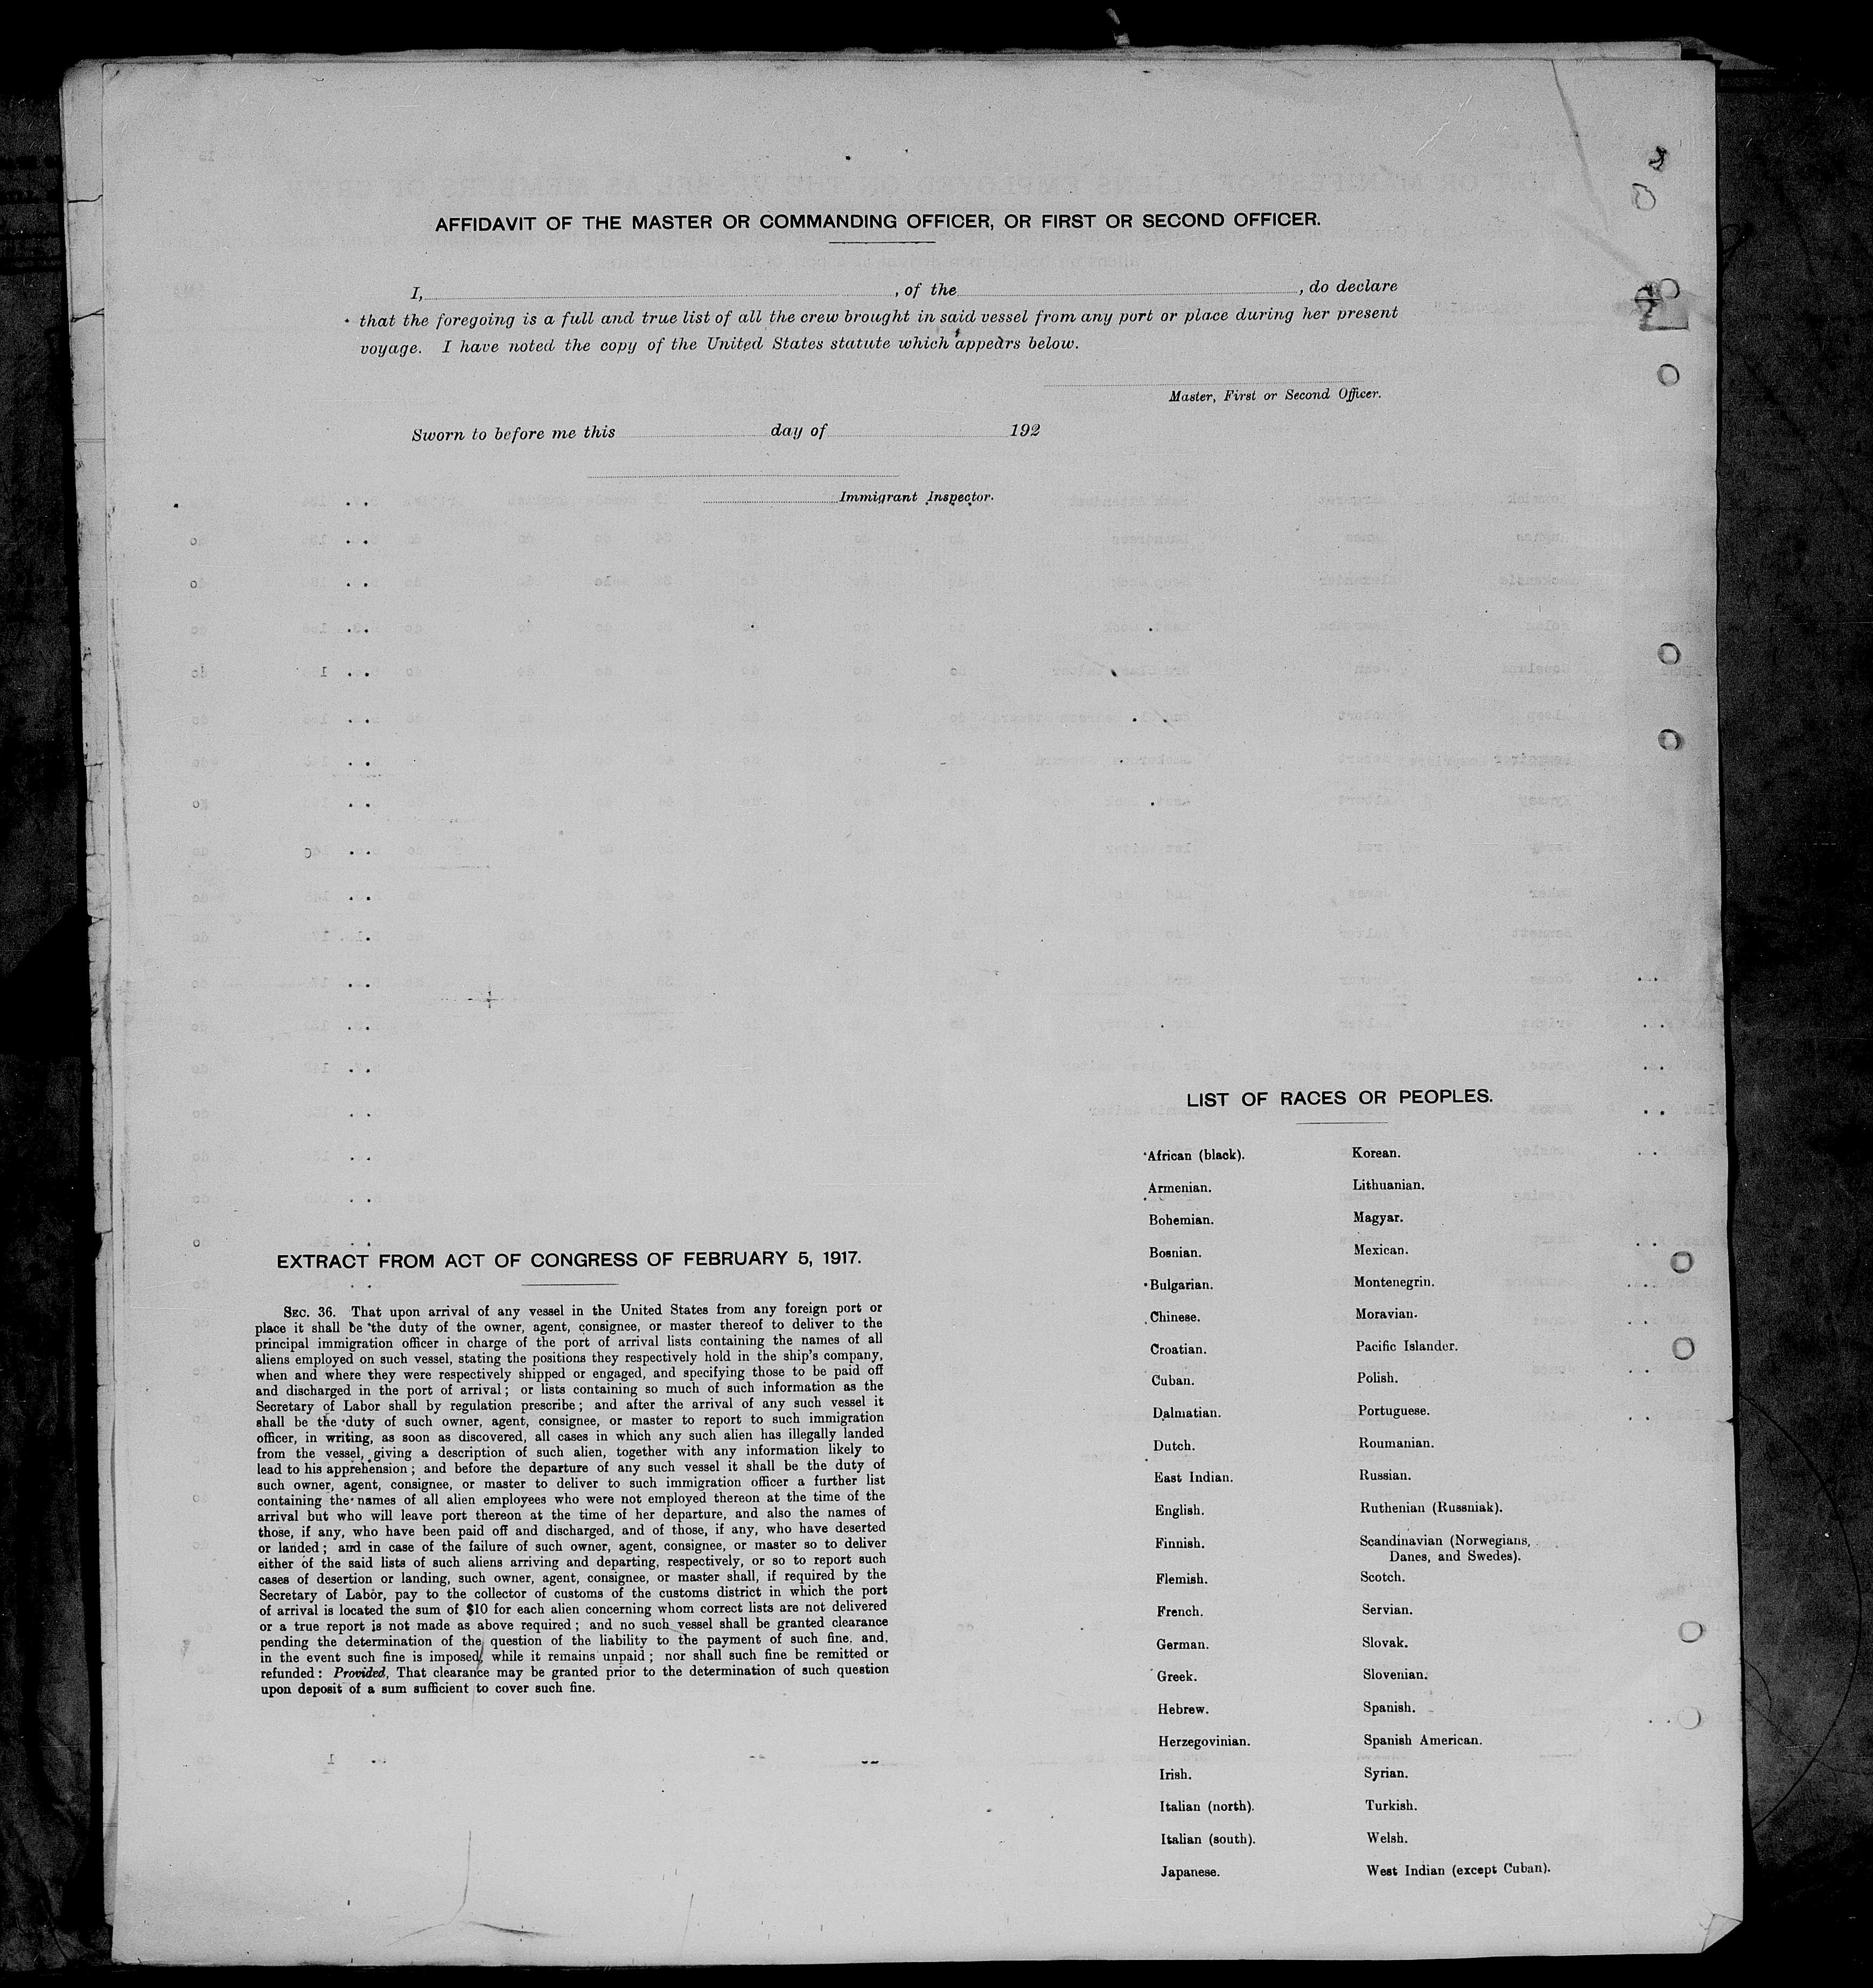 AFFIDAVIT OF THE MASTER OR COMMANDING OFFICER, OR FIRST OR SECOND OFFICER.
I, , of the , do declare
that the foregoing is a full and true list of all the crew brought in said vessel from any port or place during her present
voyage. I have noted the copy of the United States statute which appears below.
Master, First or Second Officer.
Sworn to before me this day of 192
Immigrant Inspector.
EXTRACT FROM ACT OF CONGRESS OF FEBRUARY 5, 1917.
SEC. 36. That upon arrival of any vessel in the United States from any foreign port or
place it shall be the duty of the owner, agent, consignee, or master thereof to deliver to the
principal immigration officer in charge of the port of arrival lists containing the names of all
aliens employed on such vessel, stating the positions they respectively hold in the ship's company,
when and where they were respectively shipped or engaged, and specifying those to be paid off
and discharged in the port of arrival; or lists containing so much of such information as the
Secretary of Labor shall by regulation prescribe; and after the arrival of any such vessel it
shall be the duty of such owner, agent, consignee, or master to report to such immigration
officer, in writing, as soon as discovered, all cases in which any such alien has illegally landed
from the vessel, giving a description of such alien, together with any information likely to
lead to his apprehension; and before the departure of any such vessel it shall be the duty of
such owner, agent, consignee, or master to deliver to such immigration officer a further list
containing the names of all alien employees who were not employed thereon at the time of the
arrival but who will leave port thereon at the time of her departure, and also the names of
those, if any, who have been paid off and discharged, and of those, if any, who have deserted
or landed; and in case of the failure of such owner, agent, consignee, or master so to deliver
either of the said lists of such aliens arriving and departing, respectively, or so to report such
cases of desertion or landing, such owner, agent, consignee, or master shall, if required by the
Secretary of Labor, pay to the collector of customs of the customs district in which the port
of arrival is located the sum of $10 for each alien concerning whom correct lists are not delivered
or a true report is not made as above required; and no such vessel shall be granted clearance
pending the determination of the question of the liability to the payment of such fine, and,
in the event such fine is imposed, while it remains unpaid; nor shall such fine be remitted or
refunded: Provided, That clearance may be granted prior to the determination of such question
upon deposit of a sum sufficient to cover such fine.
LIST OF RACES OR PEOPLES.
African (black).
Armenian.
Bohemian.
Bosnian.
Bulgarian.
Chinese.
Croatian.
Cuban.
Dalmatian.
Dutch.
East Indian.
English.
Finnish.
Flemish.
French.
German.
Greek.
Hebrew.
Herzegovinian.
Irish.
Italian (north).
Italian (south).
Japanese.
Korean.
Lithuanian.
Magyar.
Mexican.
Montenegrin.
Moravian.
Pacific Islander.
Polish.
Portuguese.
Roumanian.
Russian.
Ruthenian (Russniak).
Scandinavian (Norwegians,
Danes, and Swedes).
Scotch.
Servian.
Slovak.
Slovenian.
Spanish.
Spanish American.
Syrian.
Turkish.
Welsh.
West Indian (except Cuban).